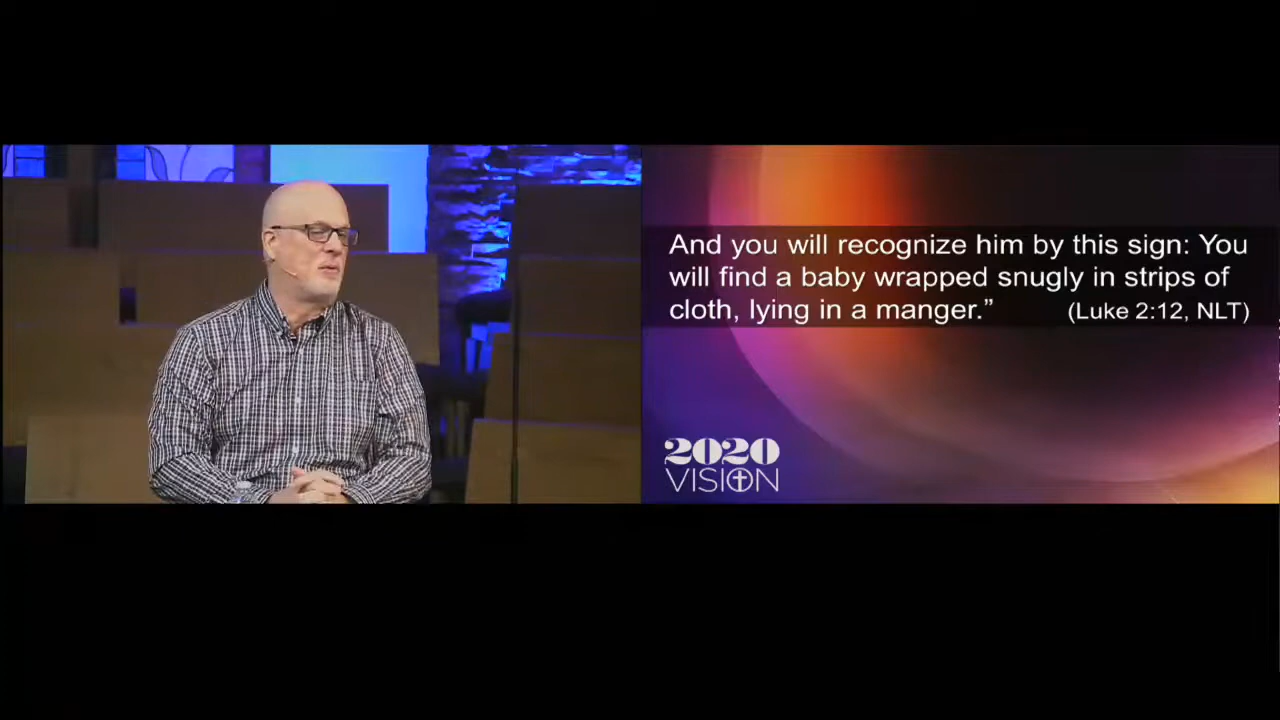 And you will recognize him by this sign: You
will find a baby wrapped snugly in strips of
cloth, lying in a manger.” (Luke 2:12, NLT)
2020
VISION